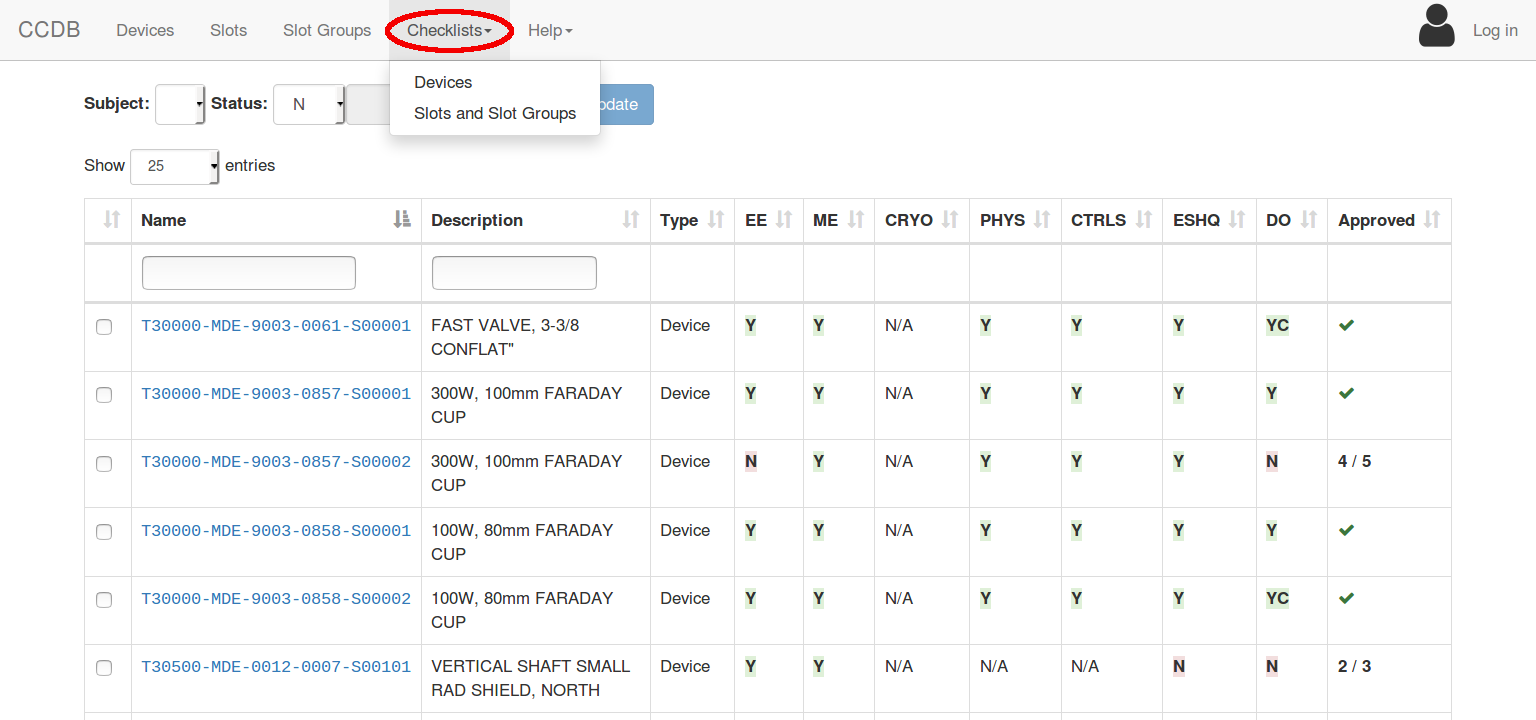 CCDB Devices Slots Slot Groups Checklists Help Log in
Devices
Slots and Slot Groups
Subject: Status: N
Show 25 entries
Name Description Type EE ME CRYO PHYS CTRLS ESHQ DO Approved
T30000-MDE-9003-0061-S00001 FAST VALVE, 3-3/8 Device Y Y N/A Y Y Y YC
CONFLAT"
T30000-MDE-9003-0857-S00001 300W, 100mm FARADAY Device Y Y N/A Y Y Y Y
CUP
T30000-MDE-9003-0857-S00002 300W, 100mm FARADAY Device N Y N/A Y Y Y N 4 / 5
CUP
T30000-MDE-9003-0858-S00001 100W, 80mm FARADAY Device Y Y N/A Y Y Y Y
CUP
T30000-MDE-9003-0858-S00002 100W, 80mm FARADAY Device Y Y N/A Y Y Y YC
CUP
T30500-MDE-0012-0007-S00101 VERTICAL SHAFT SMALL Device Y Y N/A N/A N/A N N 2 / 3
RAD SHIELD, NORTH